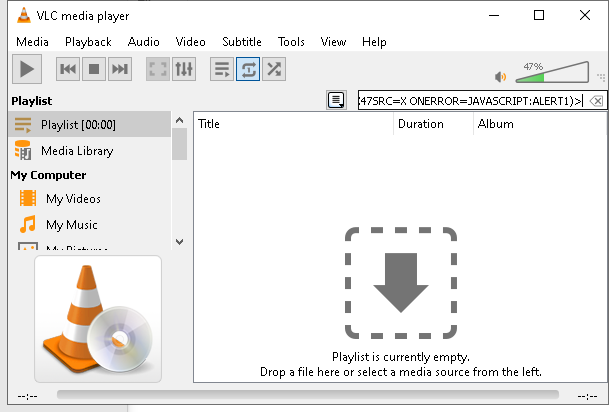 VLC media player
Media Playback Audio Video Subtitle Tools View Help
47%
Playlist
47SRC=X ONERROR=JAVASCRIPT:ALERT1)>
Playlist [00:00]
Title Duration Album
Media Library
My Computer
My Videos
My Music
My Pictures
Playlist is currently empty.
Drop a file here or select a media source from the left.
--:-- --:--